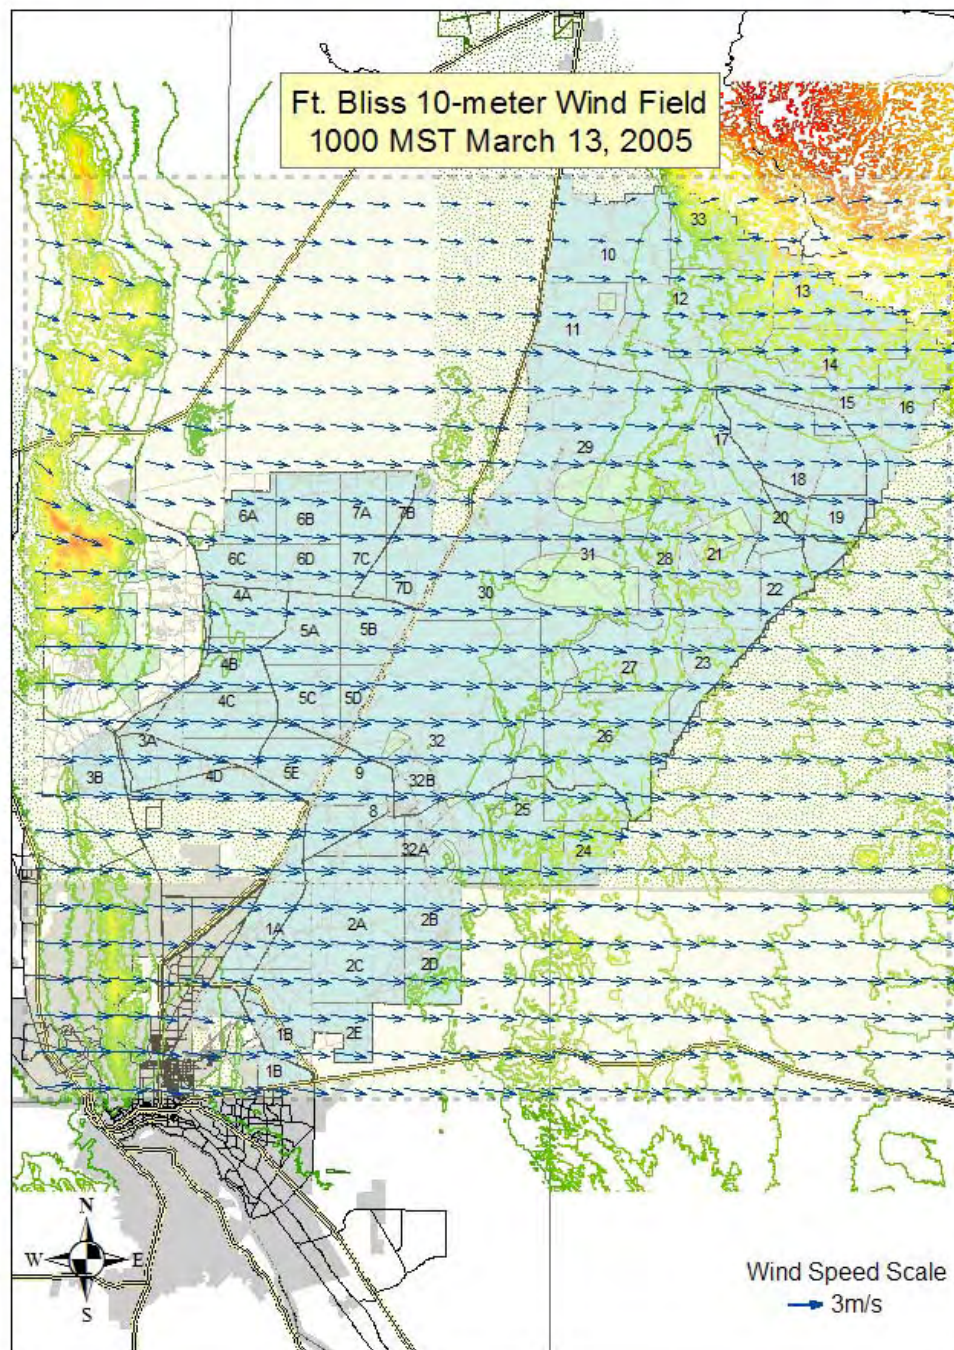 Ft. Bliss 10-meter Wind Field
1000 MST March 13, 2005
33
10
13
12
11
14
15
16
17
29
18
6A
6B
7A
7B
20
19
21
6C
6D
7C
31
28
7D
22
4A
30
5A
5B
4B
27
23
4C
5C
5D
3A
32
26
3B
4D
5E
9
32B
8
25
32A
24
1A
2A
2B
2C
2D
1B
2E
1B
N
W
E
S
Wind Speed Scale
3m/s